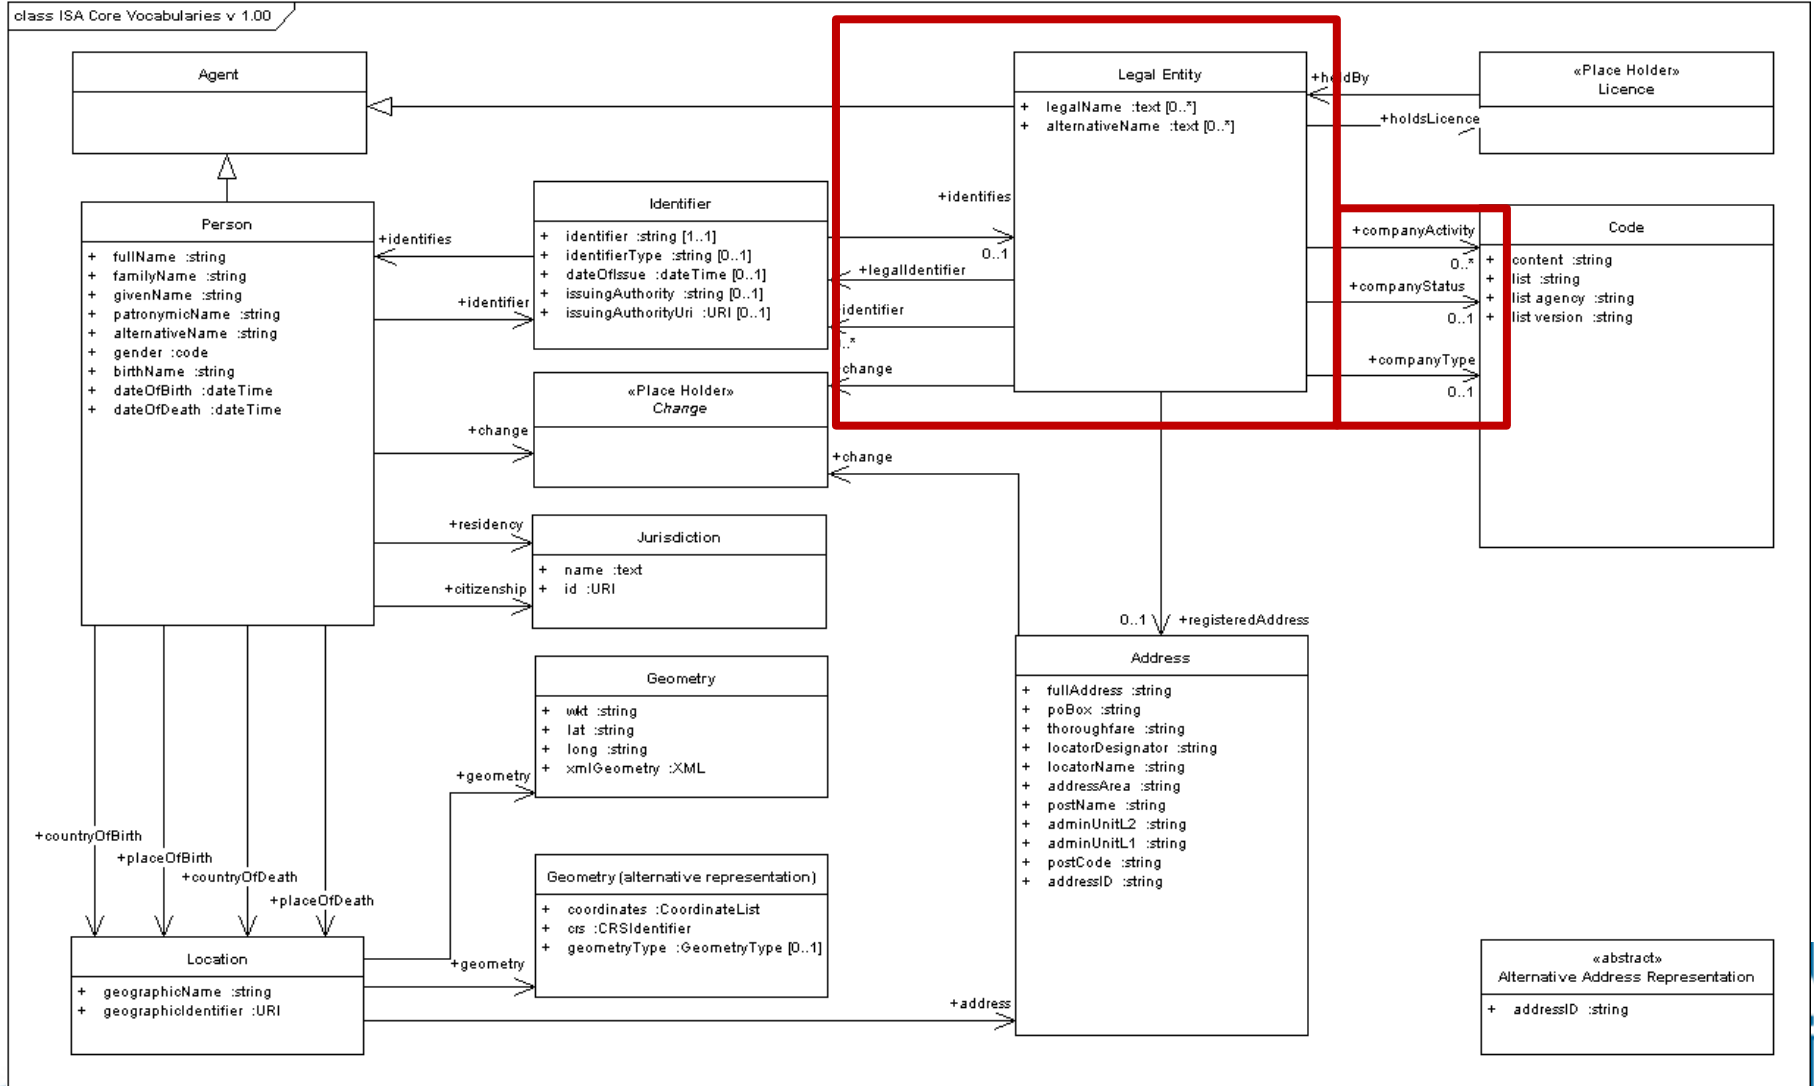 class ISA Core Vocabularies v 1.00
Agent
Legal Entity
+ legalName :text [0..*]
+ alternativeName :text [0..*]
+heldBy
+holdsLicence
«Place Holder»
Licence
Person
+ fullName :string
+ familyName :string
+ givenName :string
+ patronymicName :string
+ alternativeName :string
+ gender :code
+ birthName :string
+ dateOfBirth :dateTime
+ dateOfDeath :dateTime
+identifies
+identifier
Identifier
+ identifier :string [1..1]
+ identifierType :string [0..1]
+ dateOfIssue :dateTime [0..1]
+ issuingAuthority :string [0..1]
+ issuingAuthorityUri :URI [0..1]
+identifies
0..1
+legalIdentifier
identifier
..*
change
+companyActivity
0..*
+companyStatus
0..1
+companyType
0..1
Code
+ content :string
+ list :string
+ list agency :string
+ list version :string
«Place Holder»
Change
+change
+change
+residency
+citizenship
Jurisdiction
+ name :text
+ id :URI
0..1
+registeredAddress
Address
+ fullAddress :string
+ poBox :string
+ thoroughfare :string
+ locatorDesignator :string
+ locatorName :string
+ addressArea :string
+ postName :string
+ adminUnitL2 :string
+ adminUnitL1 :string
+ postCode :string
+ addressID :string
Geometry
+ wkt :string
+ lat :string
+ long :string
+ xmlGeometry :XML
+geometry
+countryOfBirth
+placeOfBirth
+countryOfDeath
+placeOfDeath
Geometry (alternative representation)
+ coordinates :CoordinateList
+ crs :CRSIdentifier
+ geometryType :GeometryType [0..1]
+geometry
+address
Location
+ geographicName :string
+ geographicIdentifier :URI
«abstract»
Alternative Address Representation
+ addressID :string